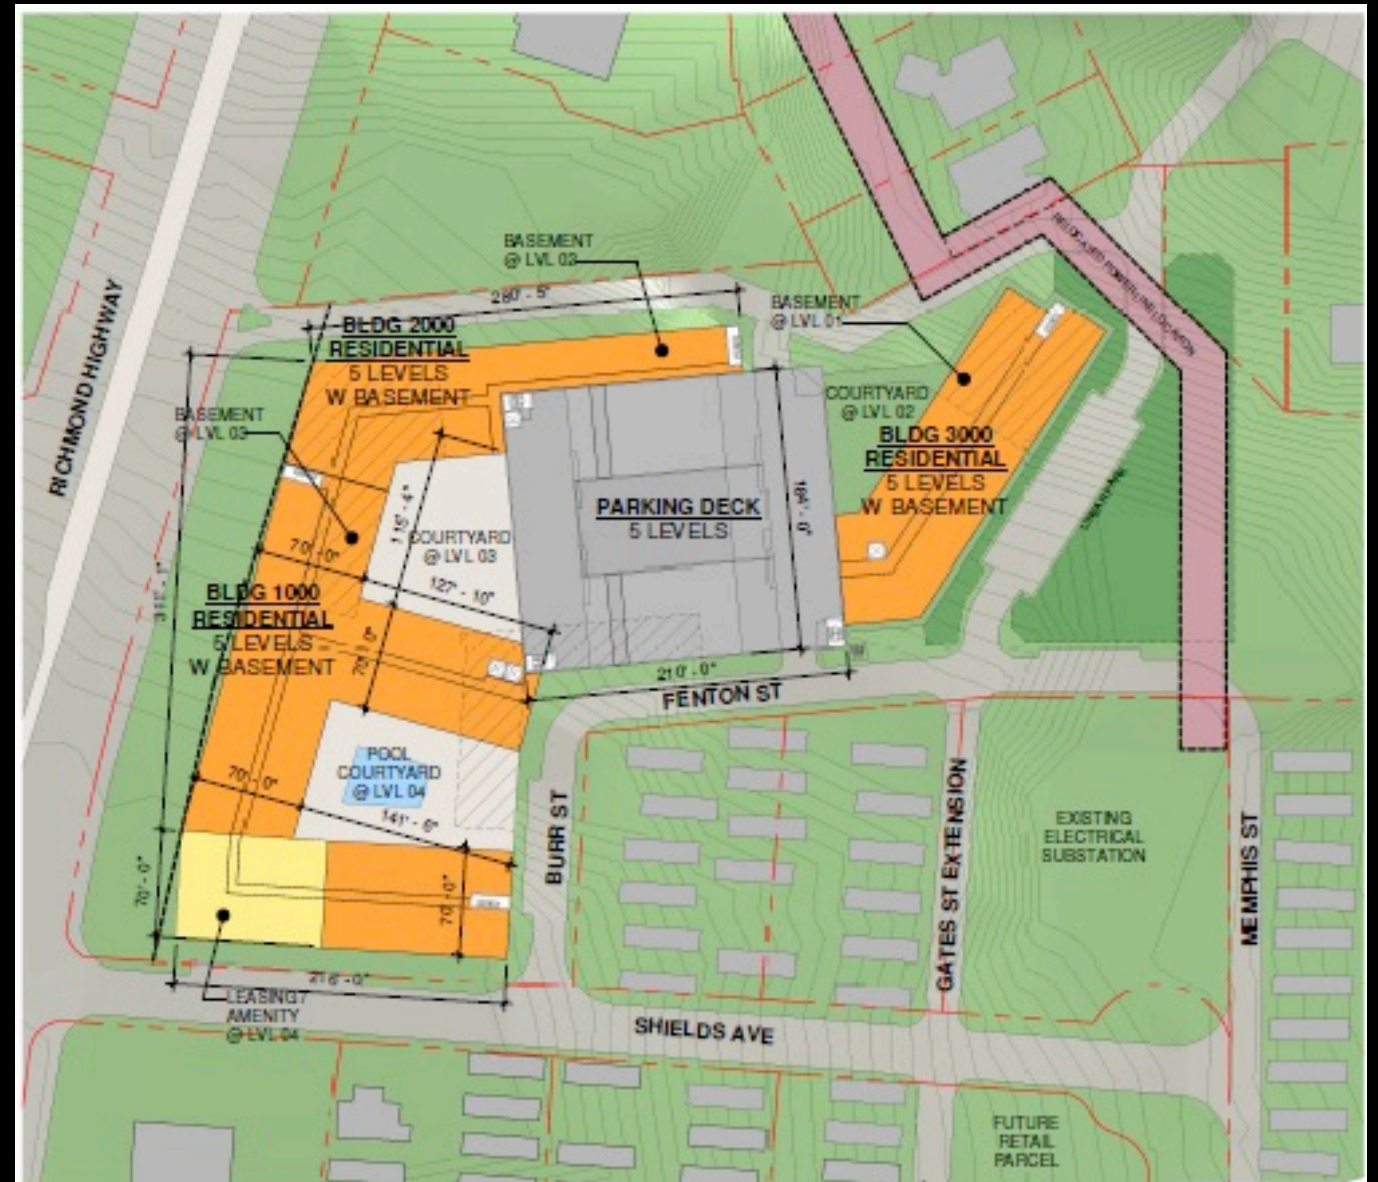 BASEMENT
@ LVL 02
280' - 5"
BASEMENT
@ LVL 01
RICHMOND HIGHWAY
BLDG 2000
RESIDENTIAL
5 LEVELS
W BASEMENT
BASEMENT
@ LVL 03
COURTYARD
@ LVL 02
BLDG 3000
RESIDENTIAL
5 LEVELS
W BASEMENT
PARKING DECK
5 LEVELS
184' - 0"
COURTYARD
@ LVL 03
70' - 0"
127' - 10"
BLDG 1000
RESIDENTIAL
5 LEVELS
W BASEMENT
210' - 0"
FENTON ST
POOL
COURTYARD
@ LVL 04
70' - 0"
141' - 6"
BURR ST
GATES ST EXTENSION
EXISTING
ELECTRICAL
SUBSTATION
MEMPHIS ST
70' - 0"
70' - 0"
216' - 0"
LEASING /
AMENITY
@ LVL 04
SHIELDS AVE
FUTURE
RETAIL
PARCEL